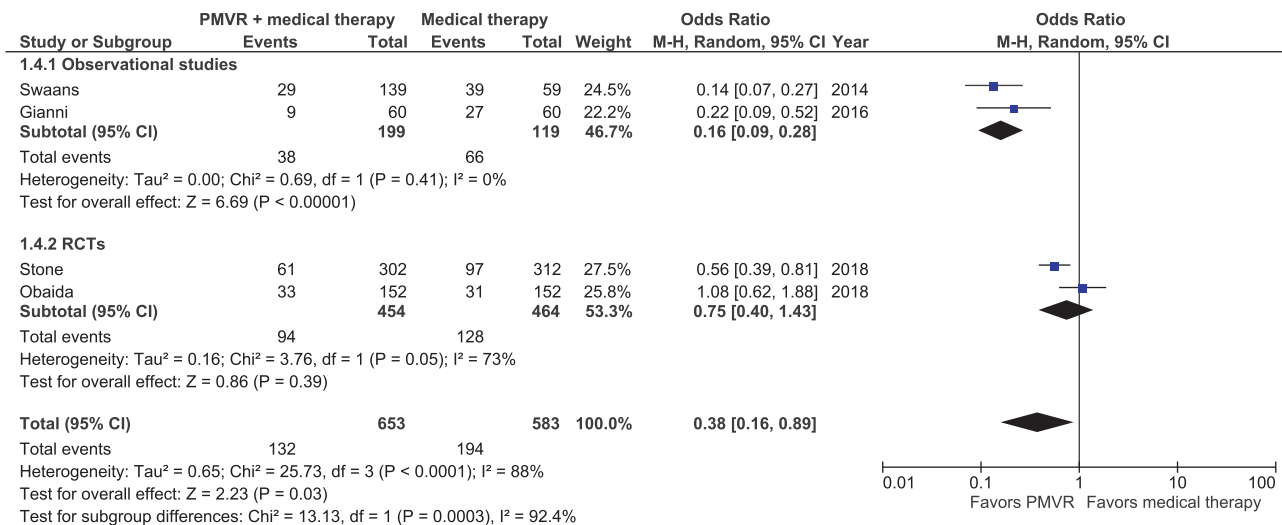 PMVR + medical therapy Medical therapy Odds Ratio Odds Ratio
Study or Subgroup Events Total Events Total Weight M-H, Random, 95% CI Year M-H, Random, 95% CI
1.4.1 Observational studies
Swaans 29 139 39 59 24.5% 0.14 [0.07, 0.27] 2014
Gianni 9 60 27 60 22.2% 0.22 [0.09, 0.52] 2016
Subtotal (95% CI) 199 119 46.7% 0.16 [0.09, 0.28]
Total events 38 66
Heterogeneity: Tau² = 0.00; Chi² = 0.69, df = 1 (P = 0.41); I² = 0%
Test for overall effect: Z = 6.69 (P < 0.00001)
1.4.2 RCTs
Stone 61 302 97 312 27.5% 0.56 [0.39, 0.81] 2018
Obaida 33 152 31 152 25.8% 1.08 [0.62, 1.88] 2018
Subtotal (95% CI) 454 464 53.3% 0.75 [0.40, 1.43]
Total events 94 128
Heterogeneity: Tau² = 0.16; Chi² = 3.76, df = 1 (P = 0.05); I² = 73%
Test for overall effect: Z = 0.86 (P = 0.39)
Total (95% CI) 653 583 100.0% 0.38 [0.16, 0.89]
Total events 132 194
Heterogeneity: Tau² = 0.65; Chi² = 25.73, df = 3 (P < 0.0001); I² = 88%
Test for overall effect: Z = 2.23 (P = 0.03)
Test for subgroup differences: Chi² = 13.13, df = 1 (P = 0.0003), I² = 92.4%
0.01 0.1 1 10 100
Favors PMVR Favors medical therapy